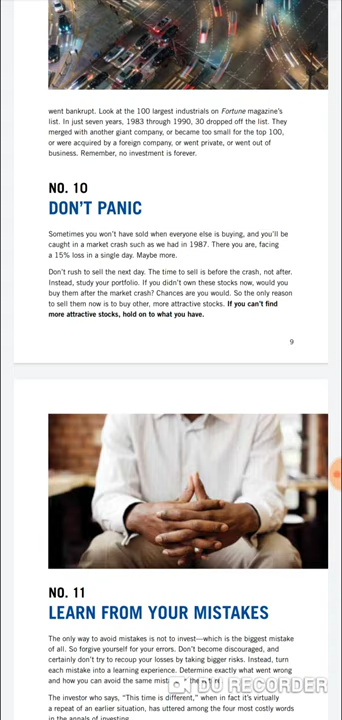 went bankrupt. Look at the 100 largest industrials on Fortune magazine's
list. In just seven years, 1983 through 1990, 30 dropped off the list. They
merged with another giant company, or became too small for the top 100,
or were acquired by a foreign company, or went private, or went out of
business. Remember, no investment is forever.
NO. 10
DON'T PANIC
Sometimes you won't have sold when everyone else is buying, and you'll be
caught in a market crash such as we had in 1987. There you are, facing
a 15% loss in a single day. Maybe more.
Don't rush to sell the next day. The time to sell is before the crash, not after.
Instead, study your portfolio. If you didn't own these stocks now, would you
buy them after the market crash? Chances are you would. So the only reason
to sell them now is to buy other, more attractive stocks. If you can't find
more attractive stocks, hold on to what you have.
9
NO. 11
LEARN FROM YOUR MISTAKES
The only way to avoid mistakes is not to invest—which is the biggest mistake
of all. So forgive yourself for your errors. Don't become discouraged, and
certainly don't try to recoup your losses by taking bigger risks. Instead, turn
each mistake into a learning experience. Determine exactly what went wrong
and how you can avoid the same
DU RECORDER
The investor who says, "This time is different," when in fact it's virtually
a repeat of an earlier situation, has uttered among the four most costly words
in the annals of investing.